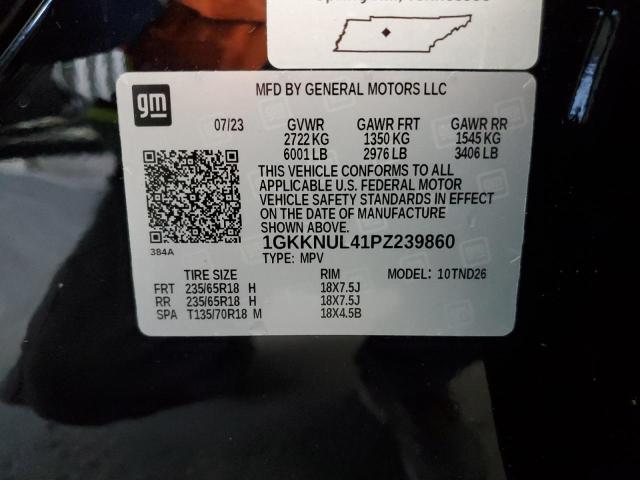 Spring Hill, Tennessee
gm
MFD BY GENERAL MOTORS LLC
07/23 GVWR GAWR FRT GAWR RR
2722 KG 1350 KG 1545 KG
6001 LB 2976 LB 3406 LB
THIS VEHICLE CONFORMS TO ALL
APPLICABLE U.S. FEDERAL MOTOR
VEHICLE SAFETY STANDARDS IN EFFECT
ON THE DATE OF MANUFACTURE
SHOWN ABOVE.
384A
1GKKNUL41PZ239860
TYPE: MPV
TIRE SIZE RIM MODEL: 10TND26
FRT 235/65R18 H 18X7.5J
RR 235/65R18 H 18X7.5J
SPA T135/70R18 M 18X4.5B